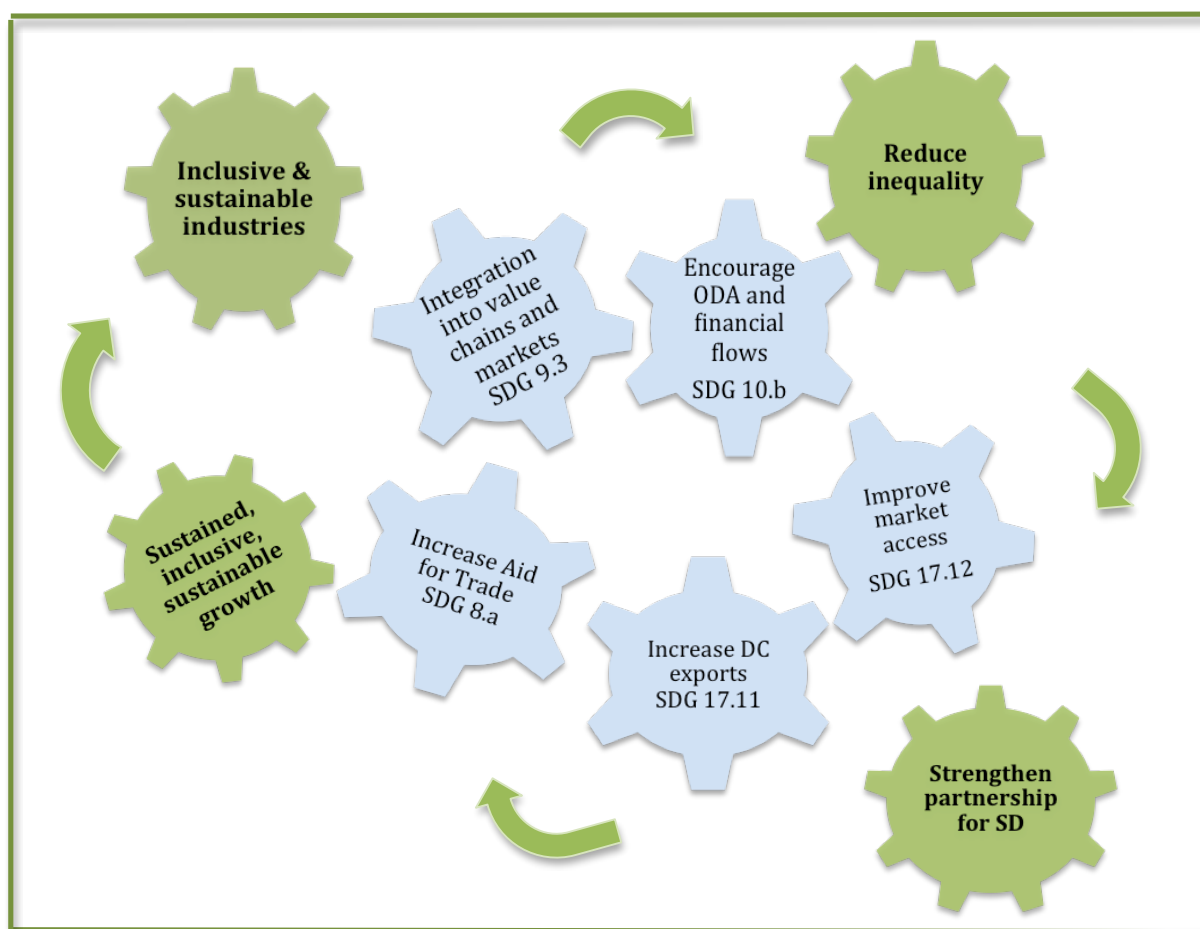 Inclusive &
sustainable
industries
Reduce
inequality
Integration
into value
chains and
markets
SDG 9.3
Encourage
ODA and
financial
flows
SDG 10.b
Improve
market
access
SDG 17.12
Sustained,
inclusive,
sustainable
growth
Increase Aid
for Trade
SDG 8.a
Increase DC
exports
SDG 17.11
Strengthen
partnership
for SD